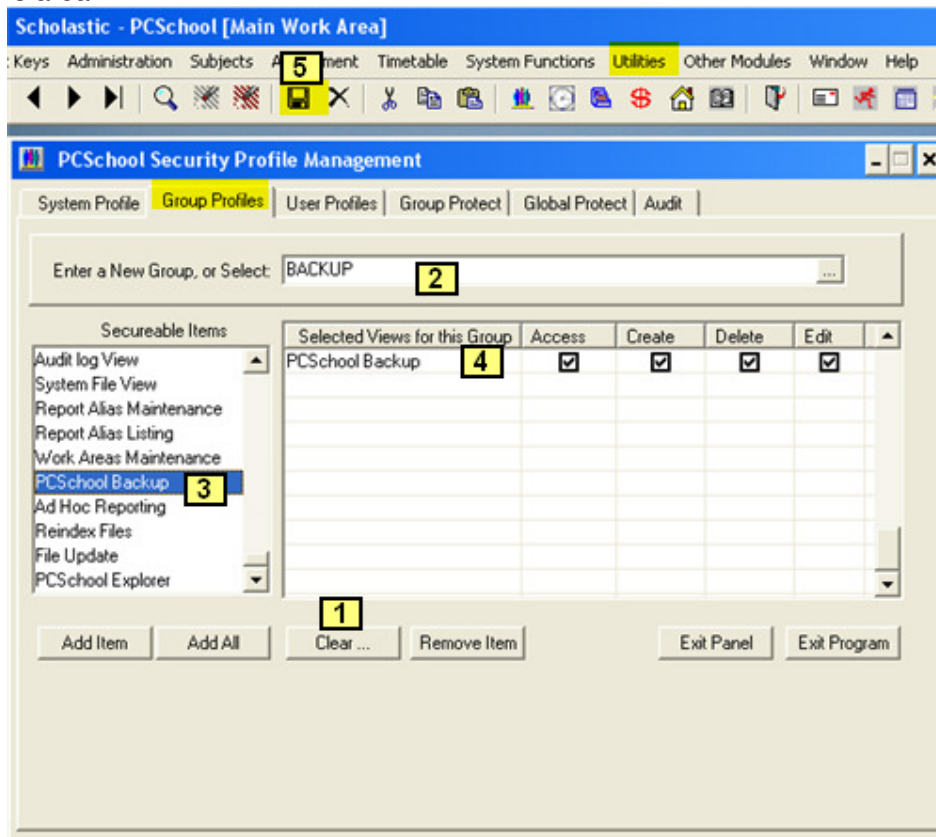 Scholastic - PCSchool [Main Work Area]
Keys Administration Subjects 5 ment Timetable System Functions Utilities Other Modules Window Help
PCSchool Security Profile Management
System Profile Group Profiles User Profiles Group Protect Global Protect Audit
Enter a New Group, or Select: BACKUP 2 ...
Secureable Items Selected Views for this Group Access Create Delete Edit
Audit log View PCSchool Backup 4
System File View
Report Alias Maintenance
Report Alias Listing
Work Areas Maintenance
PCSchool Backup 3
Ad Hoc Reporting
Reindex Files
File Update
PCSchool Explorer
1
Add Item Add All Clear ... Remove Item Exit Panel Exit Program